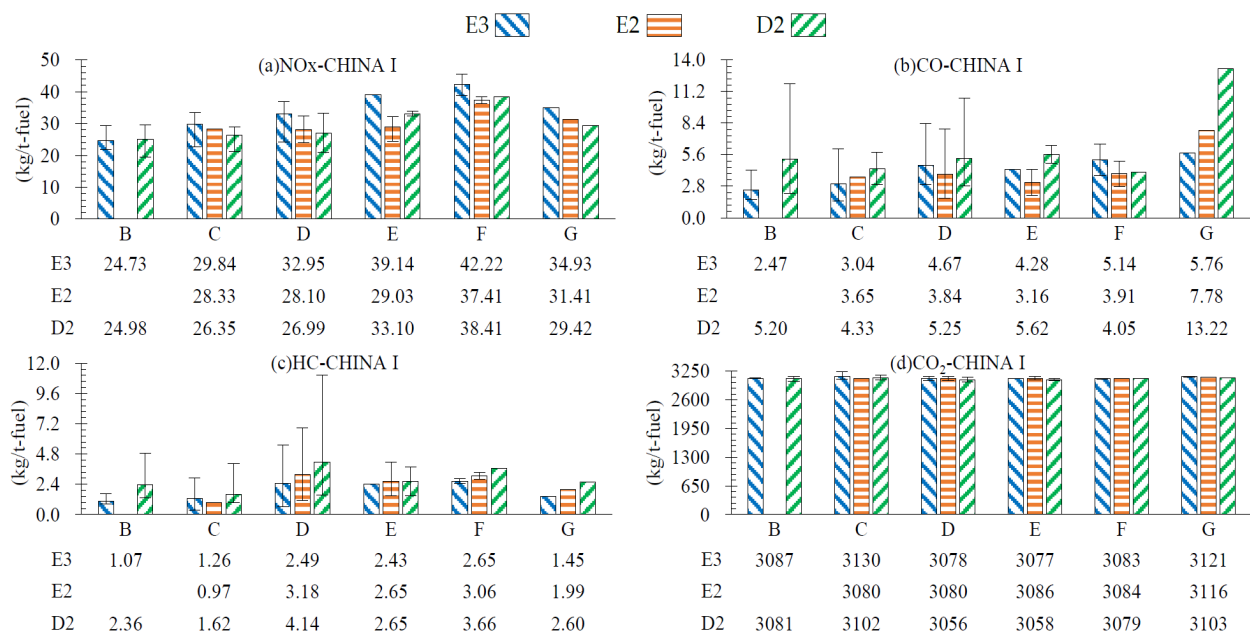 E3 E2 D2
(a)NOx-CHINA I
(kg/t-fuel)
50
40
30
20
10
0
B C D E F G
E3 24.73 29.84 32.95 39.14 42.22 34.93
E2 28.33 28.10 29.03 37.41 31.41
D2 24.98 26.35 26.99 33.10 38.41 29.42
(b)CO-CHINA I
(kg/t-fuel)
14.0
11.2
8.4
5.6
2.8
0.0
B C D E F G
E3 2.47 3.04 4.67 4.28 5.14 5.76
E2 3.65 3.84 3.16 3.91 7.78
D2 5.20 4.33 5.25 5.62 4.05 13.22
(c)HC-CHINA I
(kg/t-fuel)
12.0
9.6
7.2
4.8
2.4
0.0
B C D E F G
E3 1.07 1.26 2.49 2.43 2.65 1.45
E2 0.97 3.18 2.65 3.06 1.99
D2 2.36 1.62 4.14 2.65 3.66 2.60
(d)CO₂-CHINA I
(kg/t-fuel)
3250
2600
1950
1300
650
0
B C D E F G
E3 3087 3130 3078 3077 3083 3121
E2 3080 3080 3086 3084 3116
D2 3081 3102 3056 3058 3079 3103